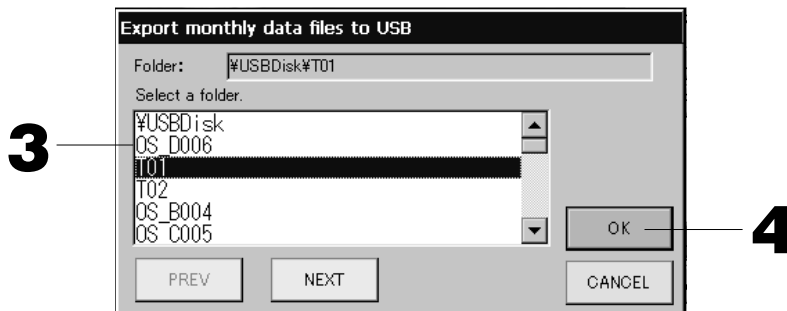 Export monthly data files to USB
Folder: ¥USBDisk¥T01
Select a folder.
¥USBDisk
OS_D006
T01
T02
OS_B004
OS_C005
3
OK
4
PREV
NEXT
CANCEL